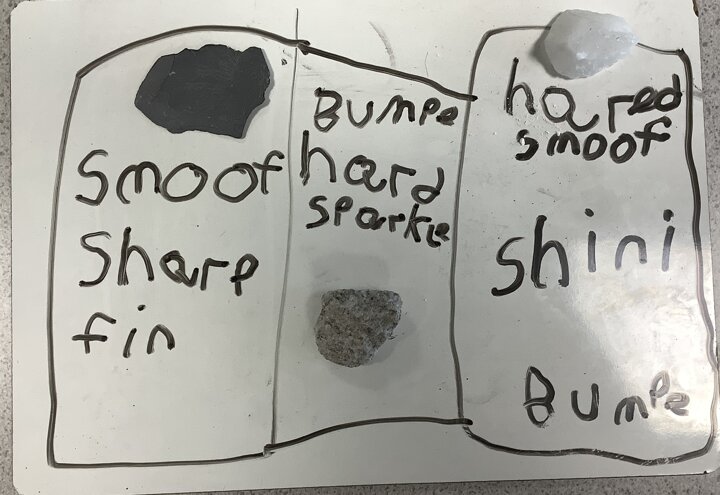 smoof
sharp
fin
Bumpe
hard
sparkle
hared
smoof
shini
Bumpe